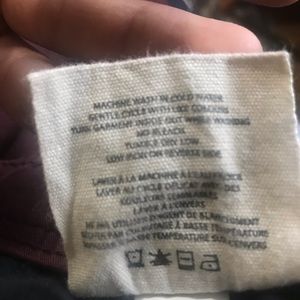 MACHINE WASH IN COLD WATER
GENTLE CYCLE WITH LIKE COLOURS
TURN GARMENT INSIDE OUT WHEN WASHING
NO BLEACH
TUMBLE DRY LOW
LOW IRON ON REVERSE SIDE
LAVER À LA MACHINE À L'EAU FROIDE
LAVER AU CYCLE DÉLICAT AVEC DES
COULEURS SEMBLABLES
LAVER À L'ENVERS
NE PAS UTILISER D'AGENT DE BLANCHIMENT
SÉCHER PAR CULBUTAGE À BASSE TEMPÉRATURE
REPASSER À BASSE TEMPÉRATURE SUR L'ENVERS